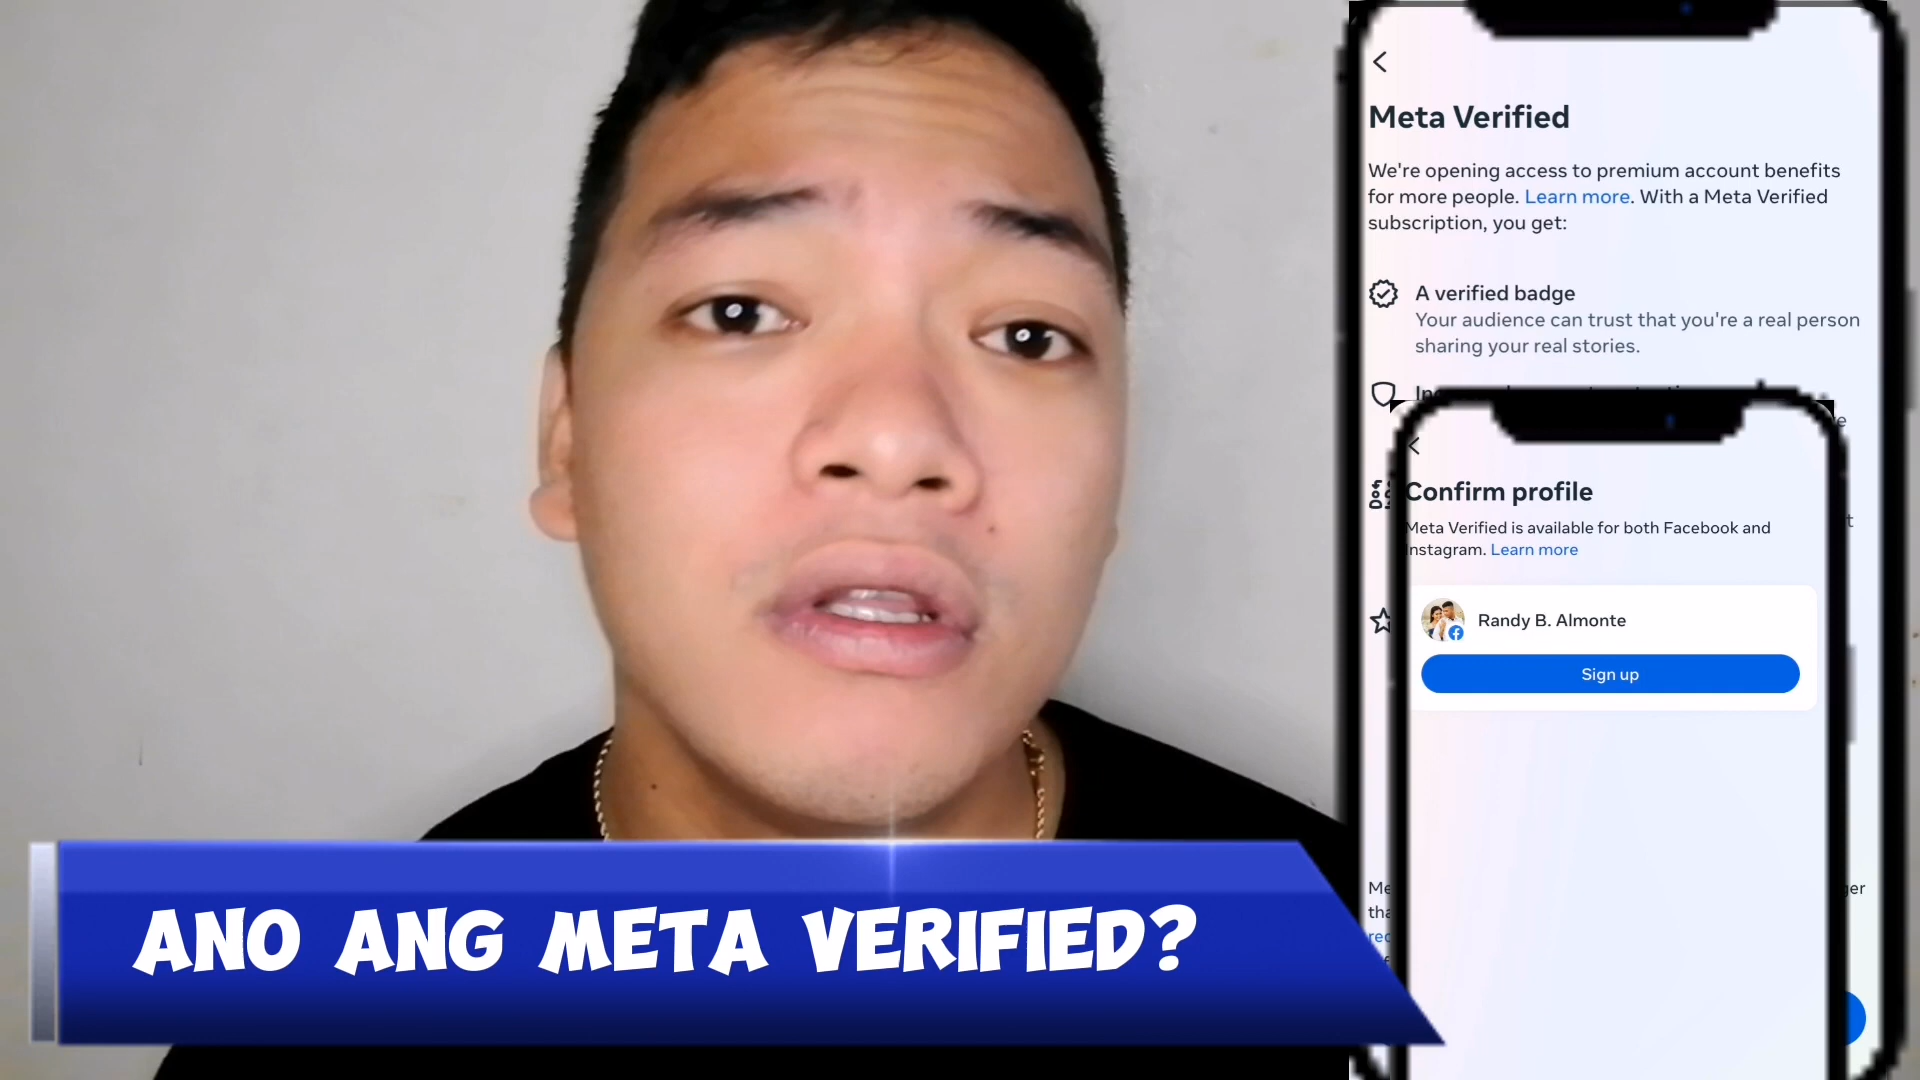 Meta Verified
We're opening access to premium account benefits
for more people. Learn more. With a Meta Verified
subscription, you get:
A verified badge
Your audience can trust that you're a real person
sharing your real stories.
Confirm profile
Meta Verified is available for both Facebook and
Instagram. Learn more
Randy B. Almonte
Sign up
ANO ANG META VERIFIED?